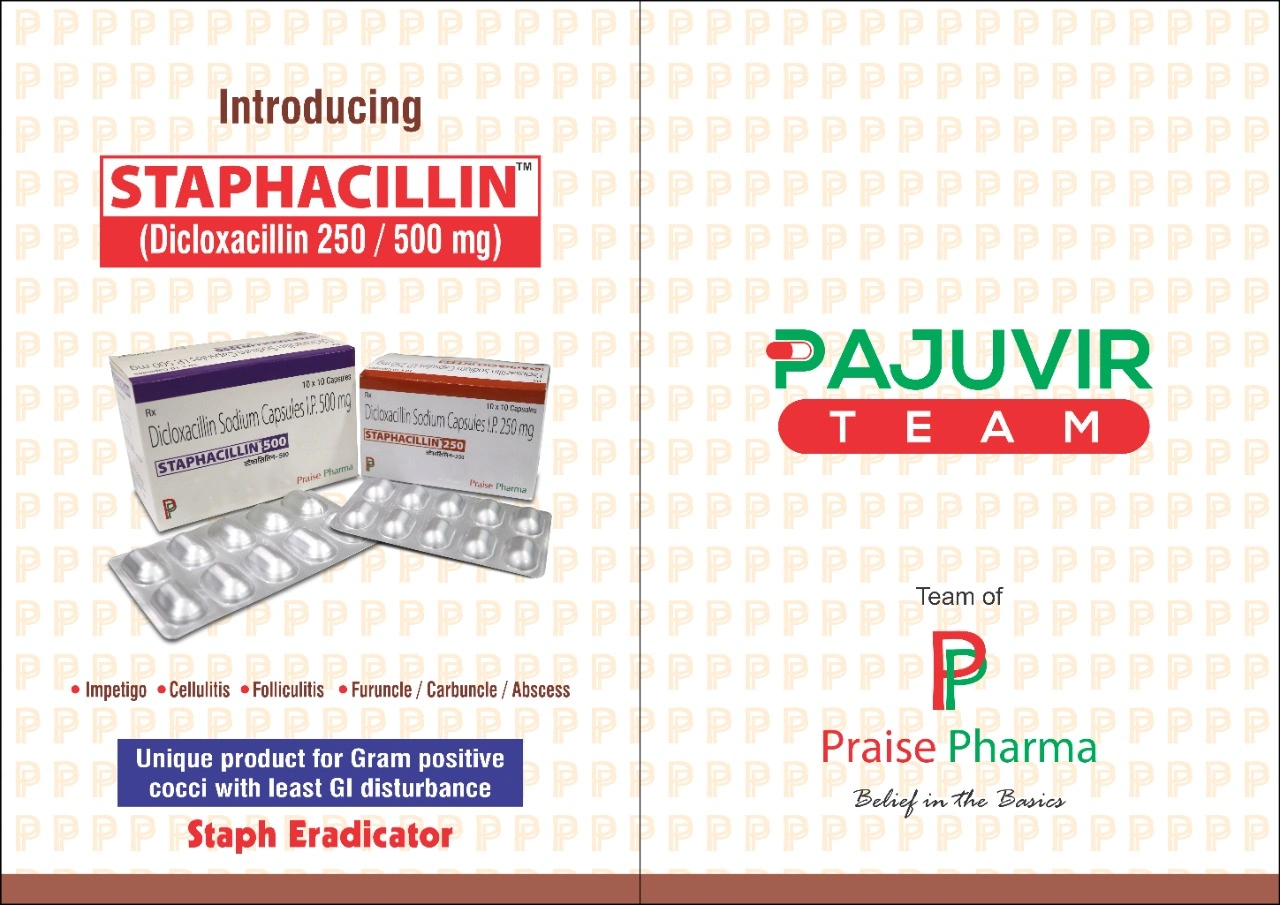 Introducing
STAPHACILLIN™
(Dicloxacillin 250 / 500 mg)
10 x 10 Capsules
Rx
Dicloxacillin Sodium Capsules I.P. 500 mg
STAPHACILLIN 500
स्टैफासिलिन-500
Praise Pharma
10 x 10 Capsules
Rx
Dicloxacillin Sodium Capsules I.P. 250 mg
STAPHACILLIN 250
स्टैफासिलिन-250
Praise Pharma
• Impetigo • Cellulitis • Folliculitis • Furuncle / Carbuncle / Abscess
Unique product for Gram positive
cocci with least GI disturbance
Staph Eradicator
PAJUVIR
TEAM
Team of
PP
Praise Pharma
Belief in the Basics